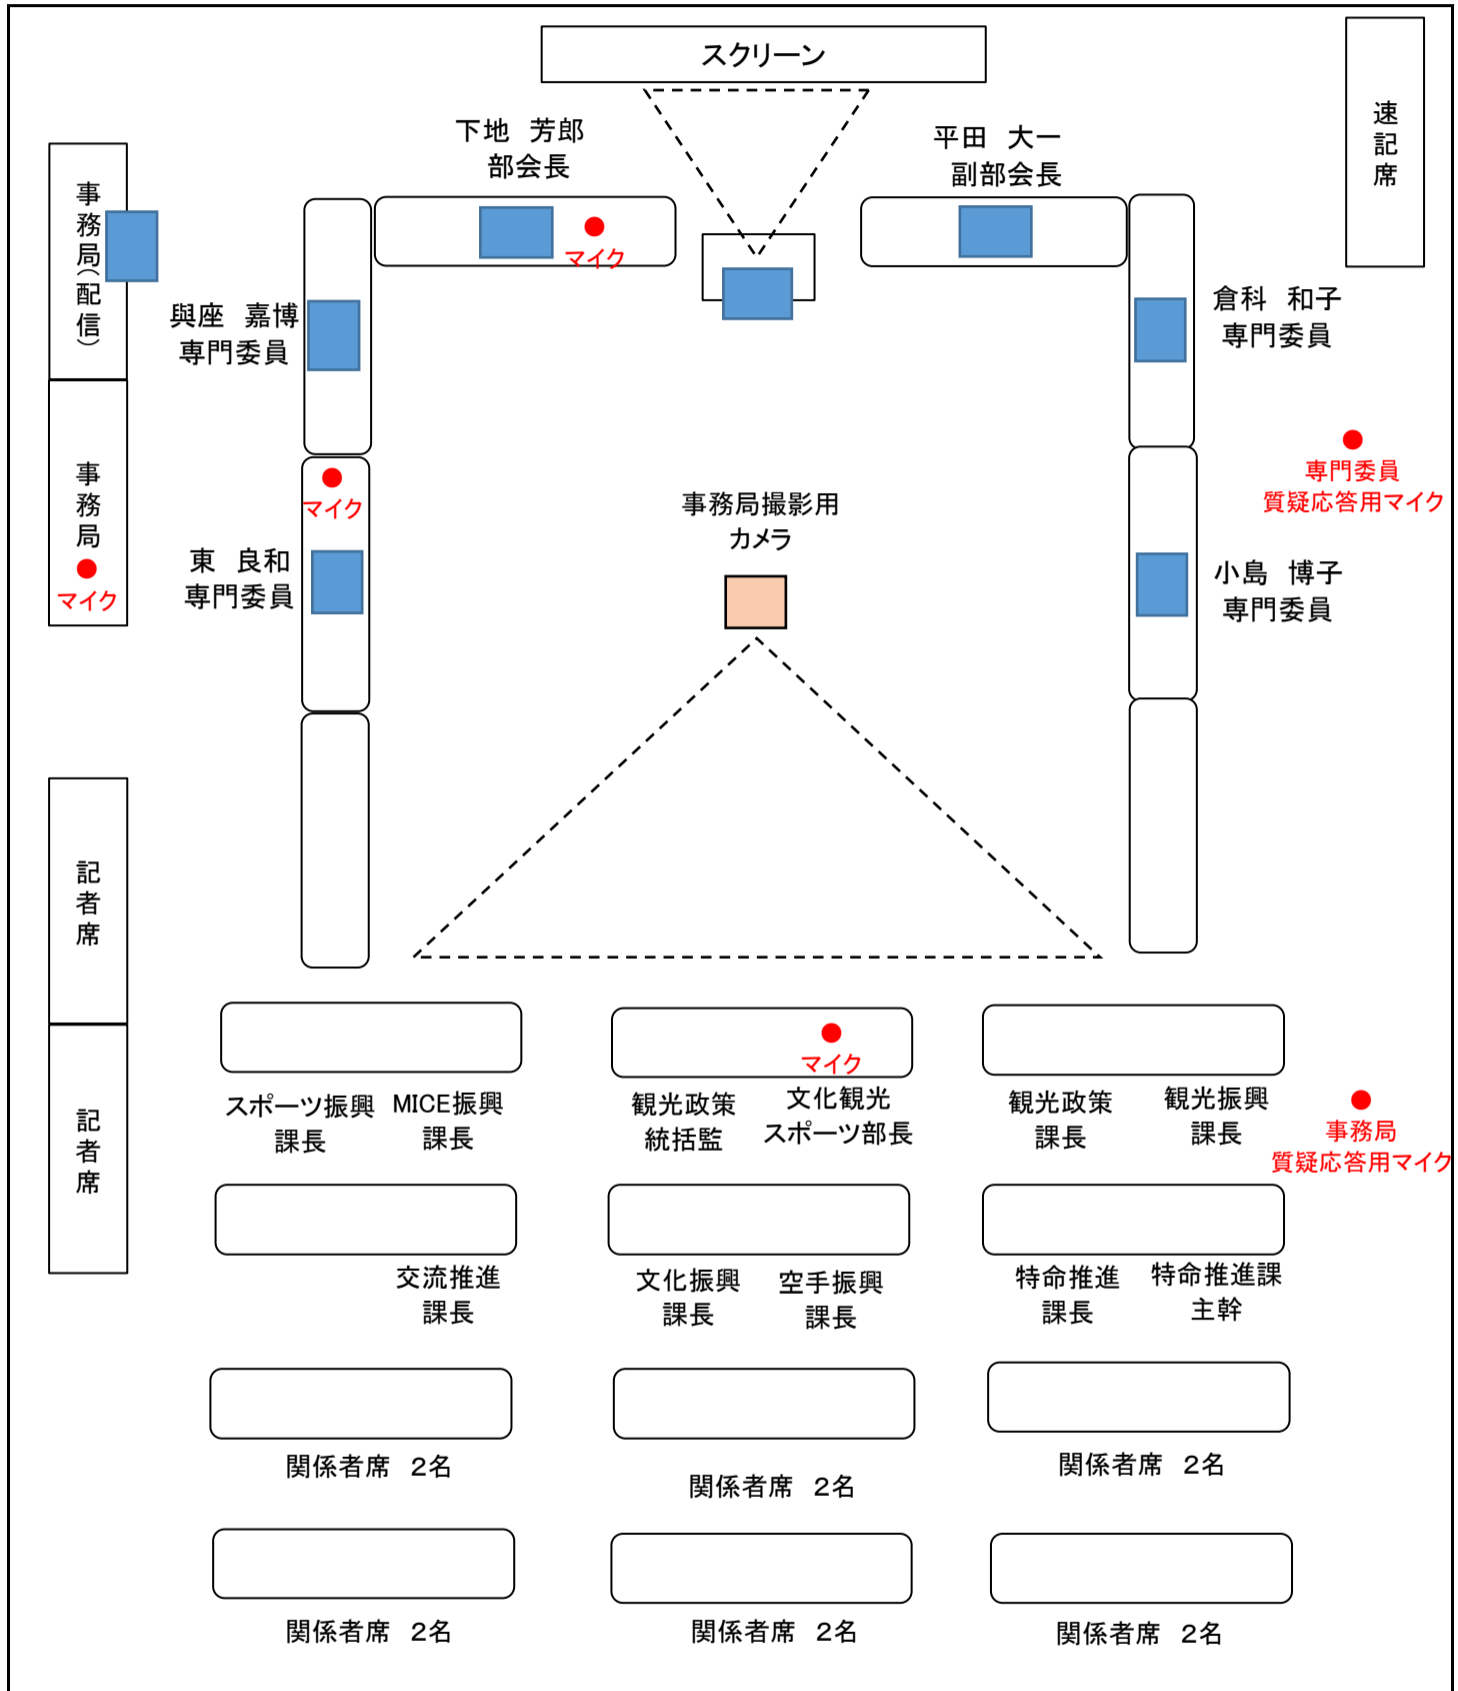 スクリーン
速記席
下地　芳郎
部会長
平田　大一
副部会長
マイク
事務局（配信）
與座　嘉博
専門委員
倉科　和子
専門委員
事務局
マイク
マイク
専門委員
質疑応答用マイク
事務局撮影用
カメラ
東　良和
専門委員
小島　博子
専門委員
記者席
記者席
マイク
スポーツ振興
課長
MICE振興
課長
観光政策
統括監
文化観光
スポーツ部長
観光政策
課長
観光振興
課長
事務局
質疑応答用マイク
交流推進
課長
文化振興
課長
空手振興
課長
特命推進
課長
特命推進課
主幹
関係者席　２名
関係者席　２名
関係者席　２名
関係者席　２名
関係者席　２名
関係者席　２名